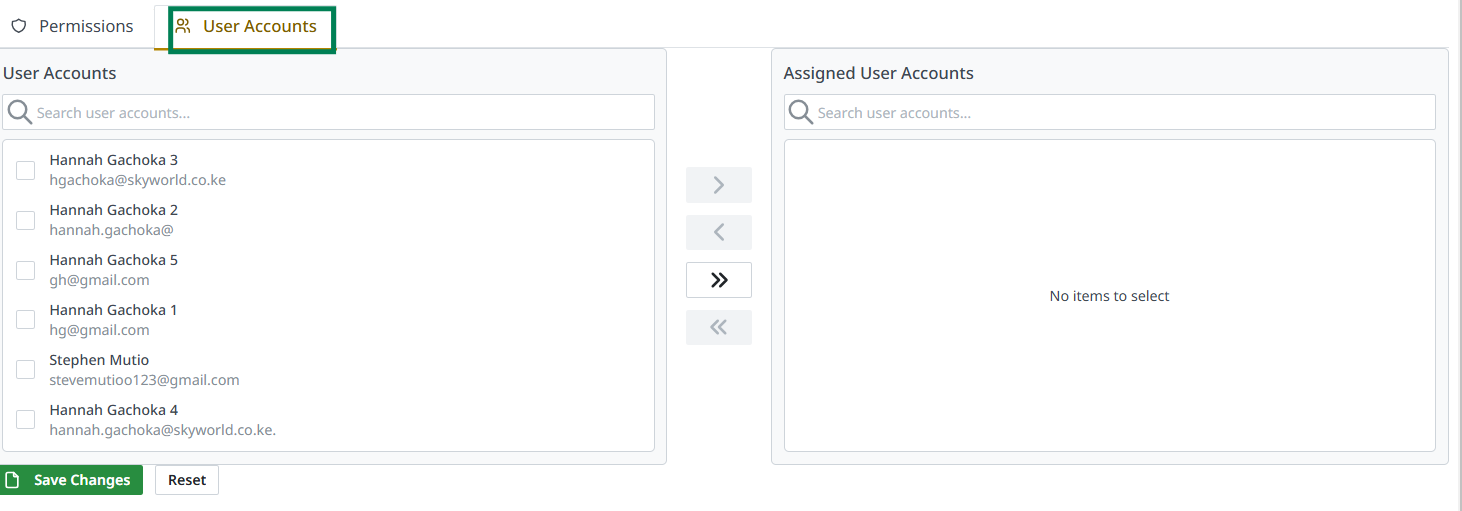 Permissions
User Accounts
User Accounts
Search user accounts...
Hannah Gachoka 3
hgachoka@skyworld.co.ke
Hannah Gachoka 2
hannah.gachoka@
Hannah Gachoka 5
gh@gmail.com
Hannah Gachoka 1
hg@gmail.com
Stephen Mutio
stevemutioo123@gmail.com
Hannah Gachoka 4
hannah.gachoka@skyworld.co.ke.
Assigned User Accounts
Search user accounts...
No items to select
Save Changes
Reset